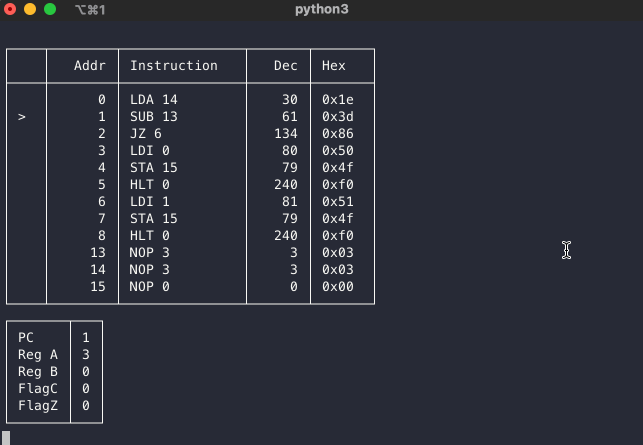 ⌥⌘1 python3
Addr Instruction Dec Hex
0 LDA 14 30 0x1e
> 1 SUB 13 61 0x3d
2 JZ 6 134 0x86
3 LDI 0 80 0x50
4 STA 15 79 0x4f
5 HLT 0 240 0xf0
6 LDI 1 81 0x51
7 STA 15 79 0x4f
8 HLT 0 240 0xf0
13 NOP 3 3 0x03
14 NOP 3 3 0x03
15 NOP 0 0 0x00
PC 1
Reg A 3
Reg B 0
FlagC 0
FlagZ 0